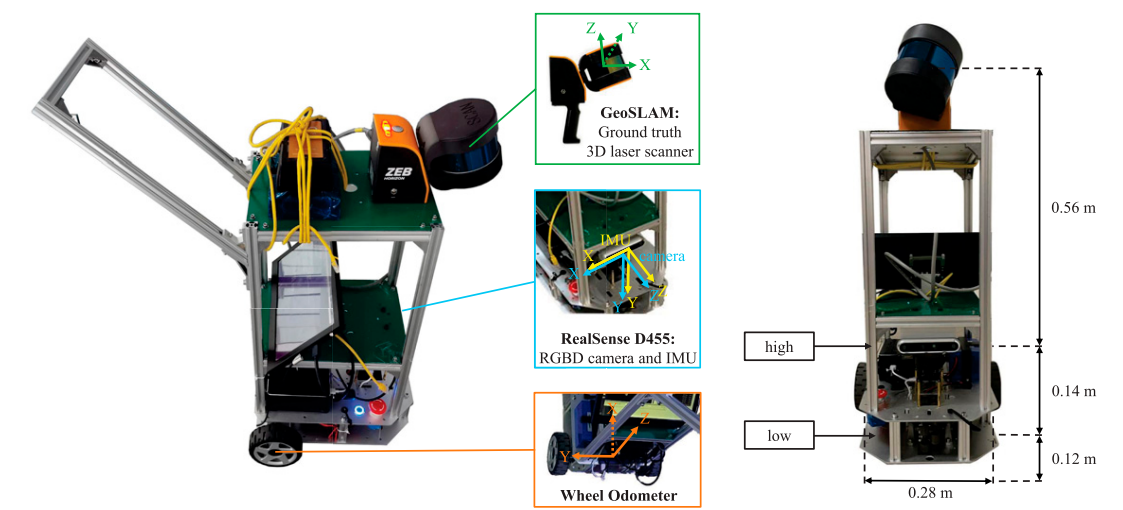 ZEB
HORIZON
Z
Y
X
GeoSLAM:
Ground truth
3D laser scanner
IMU
X
camera
X
Y
Y
Z
Z
RealSense D455:
RGBD camera and IMU
X
Z
Y
Wheel Odometer
high
low
0.56 m
0.14 m
0.12 m
0.28 m